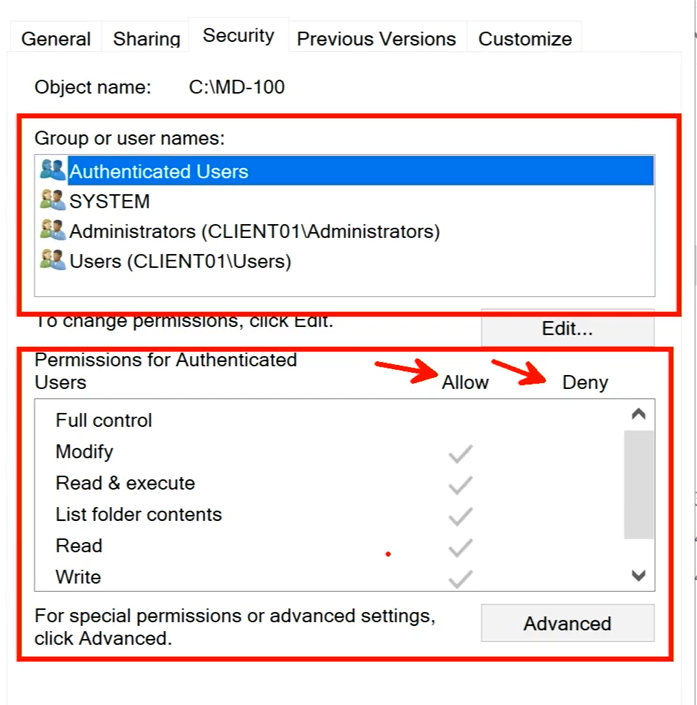 General Sharing Security Previous Versions Customize
Object name: C:\MD-100
Group or user names:
Authenticated Users
SYSTEM
Administrators (CLIENT01\Administrators)
Users (CLIENT01\Users)
To change permissions, click Edit.
Edit...
Permissions for Authenticated
Users
Allow Deny
Full control
Modify
Read & execute
List folder contents
Read
Write
For special permissions or advanced settings,
click Advanced.
Advanced